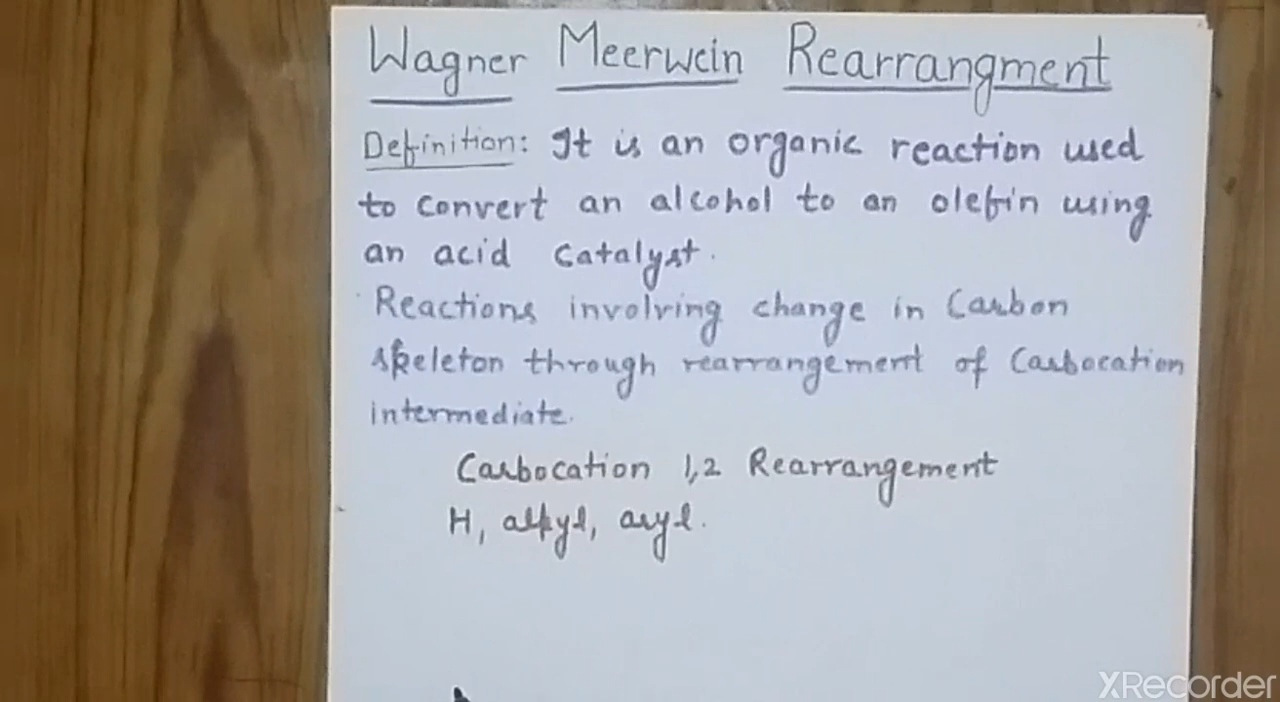 Wagner Meerwein Rearrangment
Definition: It is an organic reaction used
to convert an alcohol to an olefin using
an acid catalyst.
Reactions involving change in Carbon
skeleton through rearrangement of Carbocation
intermediate.
Carbocation 1,2 Rearrangement
H, alkyl, aryl.
XRecorder